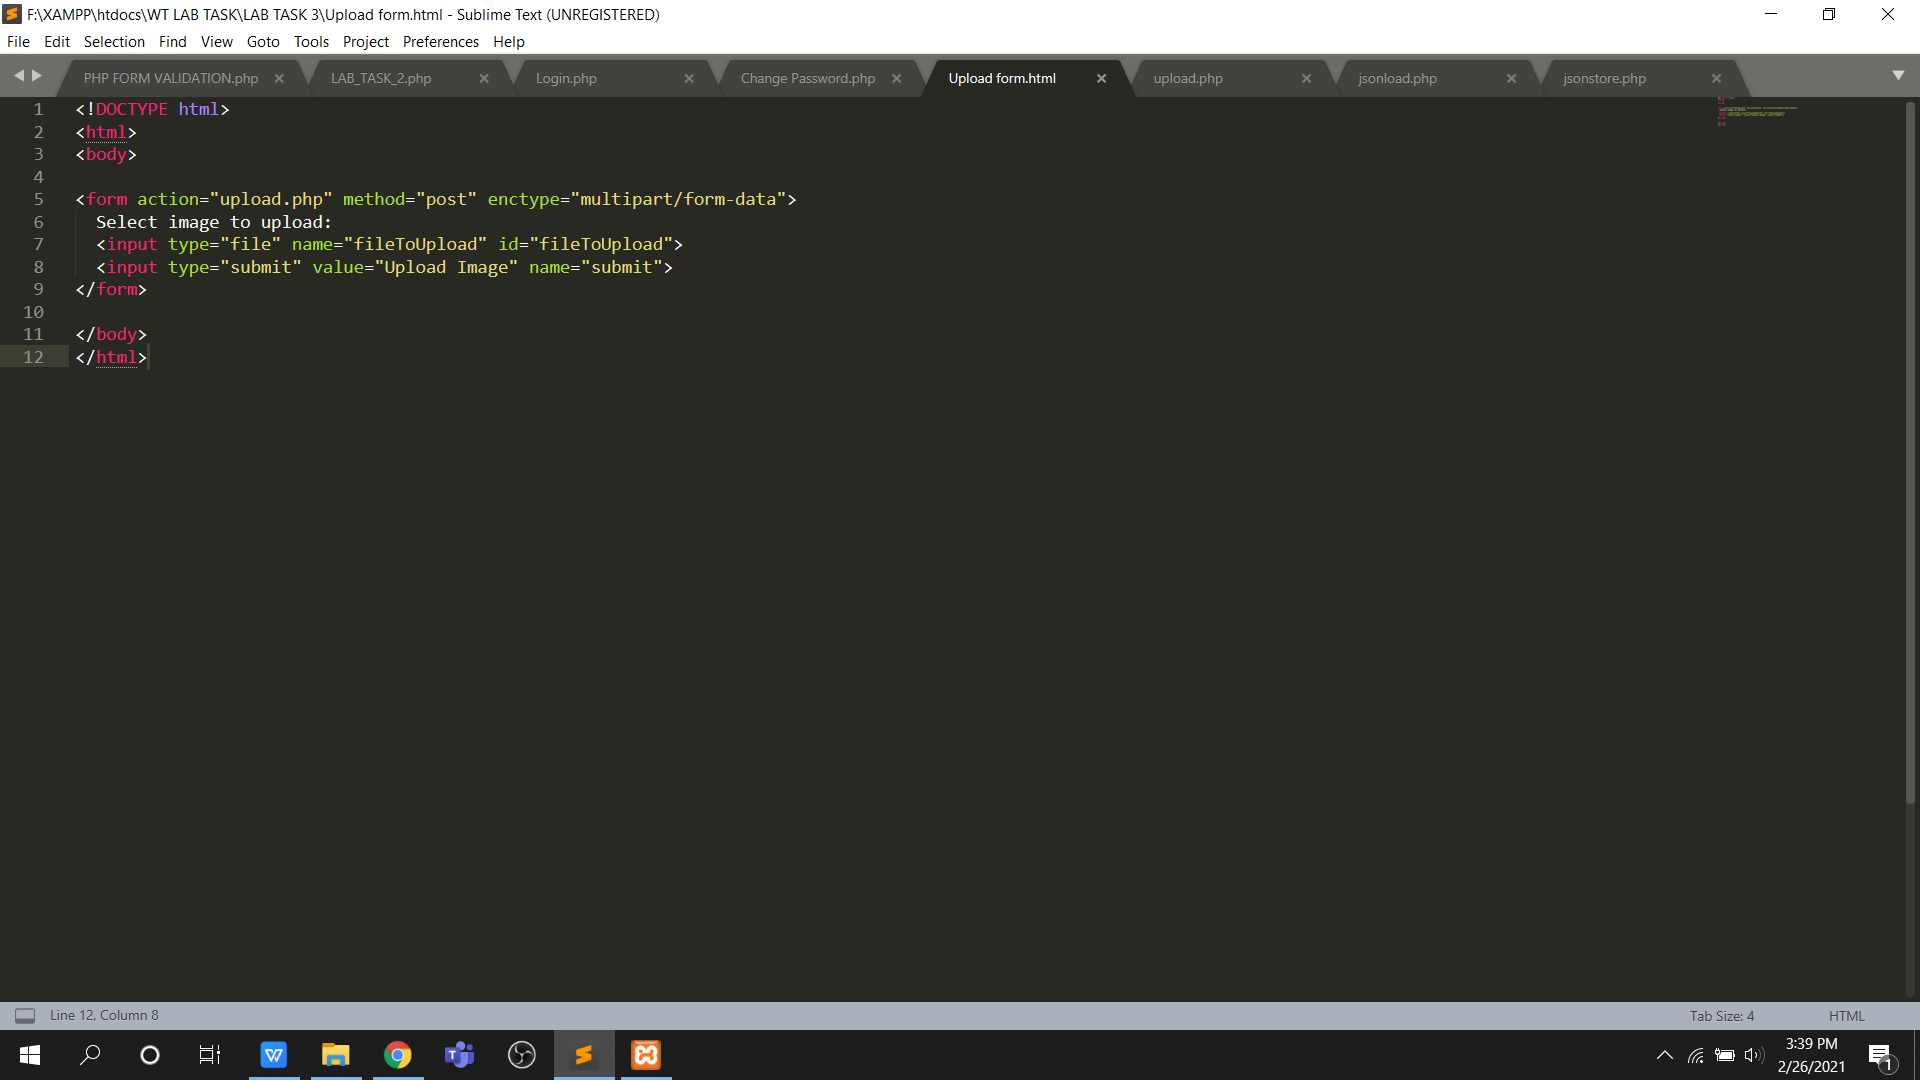 F:\XAMPP\htdocs\WT LAB TASK\LAB TASK 3\Upload form.html - Sublime Text (UNREGISTERED)
File Edit Selection Find View Goto Tools Project Preferences Help
PHP FORM VALIDATION.php LAB_TASK_2.php Login.php Change Password.php Upload form.html upload.php jsonload.php jsonstore.php
1 <!DOCTYPE html>
2 <html>
3 <body>
4
5 <form action="upload.php" method="post" enctype="multipart/form-data">
6 Select image to upload:
7 <input type="file" name="fileToUpload" id="fileToUpload">
8 <input type="submit" value="Upload Image" name="submit">
9 </form>
10
11 </body>
12 </html>
Line 12, Column 8 Tab Size: 4 HTML
3:39 PM
2/26/2021
1